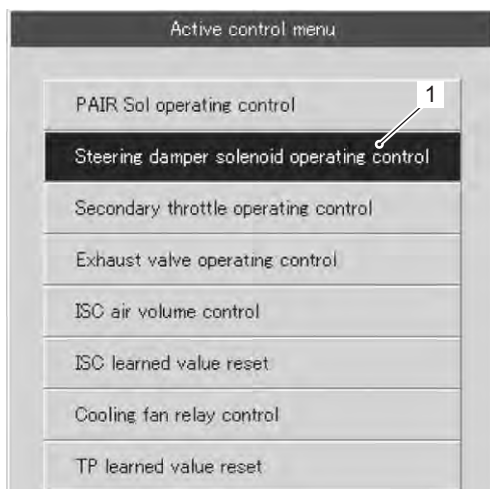 Active control menu
1
PAIR Sol operating control
Steering damper solenoid operating control
Secondary throttle operating control
Exhaust valve operating control
ISC air volume control
ISC learned value reset
Cooling fan relay control
TP learned value reset